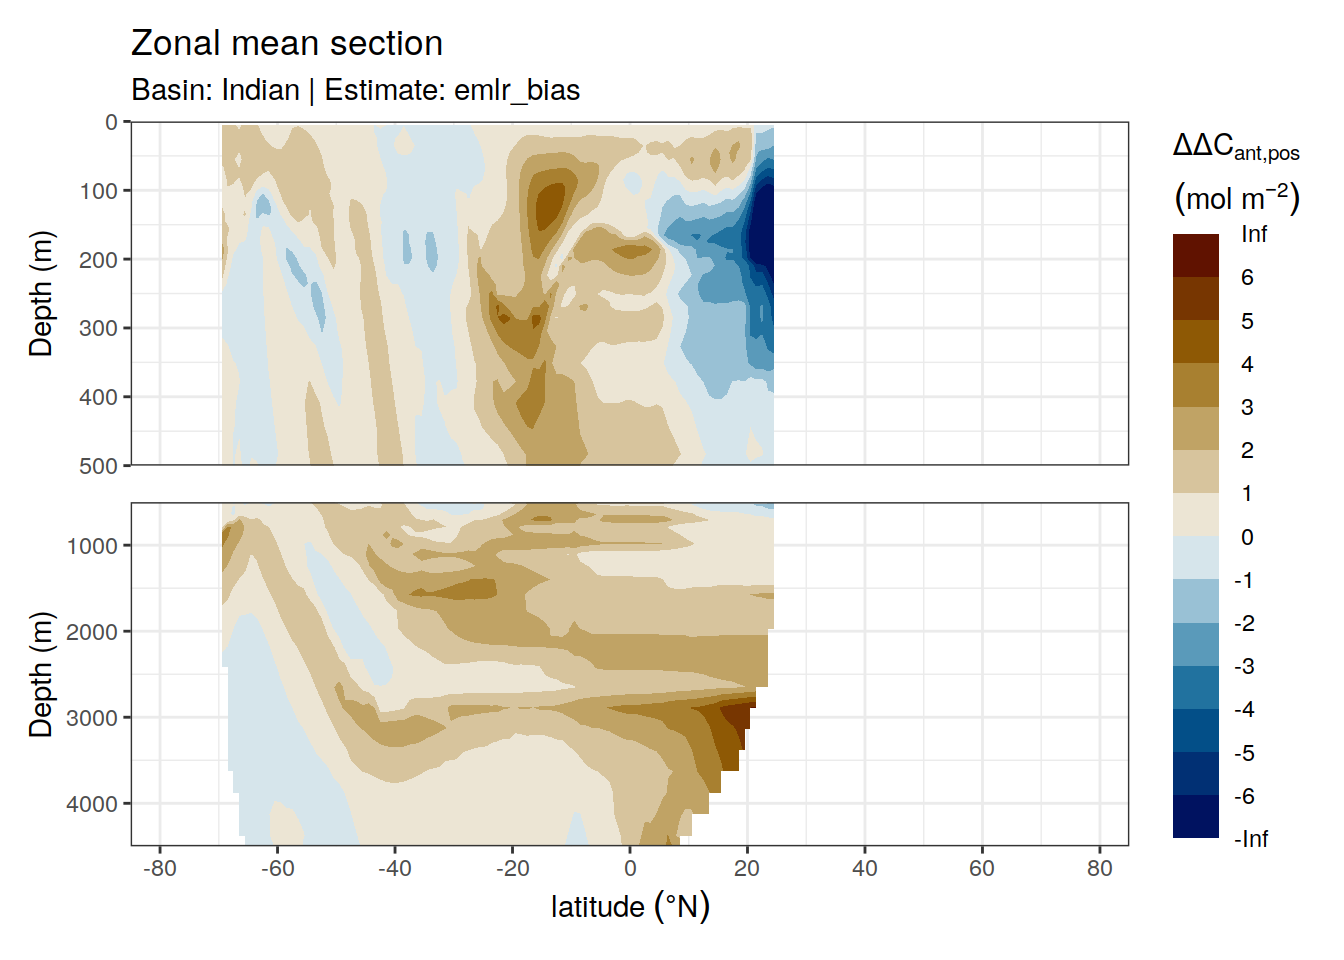 Zonal mean section
Basin: Indian | Estimate: emlr_bias
0
100
200
300
400
500
Depth (m)
1000
2000
3000
4000
Depth (m)
-80 -60 -40 -20 0 20 40 60 80
latitude (°N)
ΔΔCant,pos
(mol m−2)
Inf
6
5
4
3
2
1
0
-1
-2
-3
-4
-5
-6
-Inf